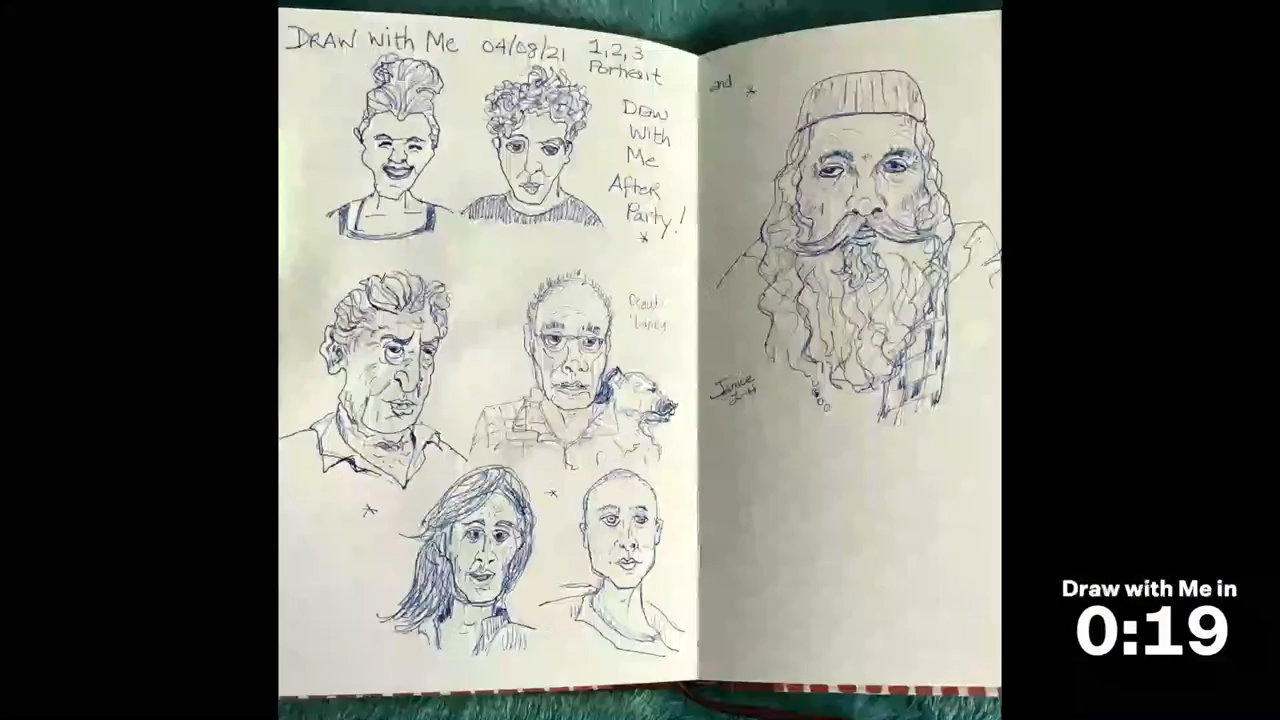 DRAW With Me 04/08/21 1,2,3
Portrait
Draw
With
Me
After
Party!
*
and *
Janice
*
*
Draw with Me in
0:19